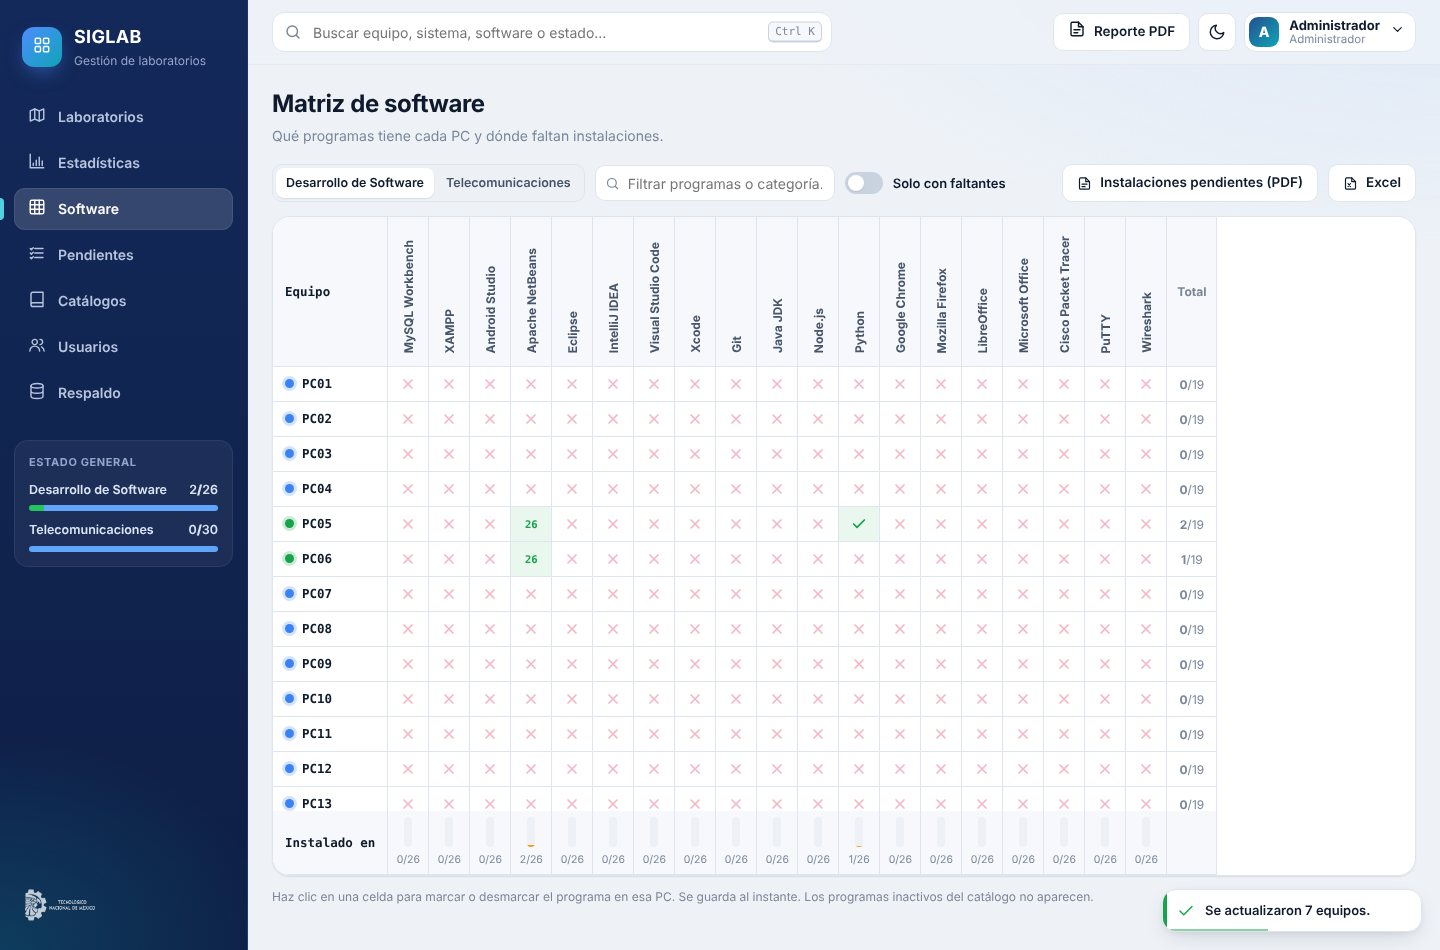 SIGLAB
Gestión de laboratorios
Laboratorios
Estadísticas
Software
Pendientes
Catálogos
Usuarios
Respaldo
ESTADO GENERAL
Desarrollo de Software 2/26
Telecomunicaciones 0/30
TECNOLÓGICO
NACIONAL DE MÉXICO
Buscar equipo, sistema, software o estado... Ctrl K
Reporte PDF
A
Administrador
Administrador
Matriz de software
Qué programas tiene cada PC y dónde faltan instalaciones.
Desarrollo de Software Telecomunicaciones
Filtrar programas o categoría.
Solo con faltantes
Instalaciones pendientes (PDF)
Excel
Equipo
MySQL Workbench
XAMPP
Android Studio
Apache NetBeans
Eclipse
IntelliJ IDEA
Visual Studio Code
Xcode
Git
Java JDK
Node.js
Python
Google Chrome
Mozilla Firefox
LibreOffice
Microsoft Office
Cisco Packet Tracer
PuTTY
Wireshark
Total
PC01 0/19
PC02 0/19
PC03 0/19
PC04 0/19
PC05 26 2/19
PC06 26 1/19
PC07 0/19
PC08 0/19
PC09 0/19
PC10 0/19
PC11 0/19
PC12 0/19
PC13 0/19
Instalado en 0/26 0/26 0/26 2/26 0/26 0/26 0/26 0/26 0/26 0/26 0/26 1/26 0/26 0/26 0/26 0/26 0/26 0/26 0/26
Haz clic en una celda para marcar o desmarcar el programa en esa PC. Se guarda al instante. Los programas inactivos del catálogo no aparecen.
Se actualizaron 7 equipos.